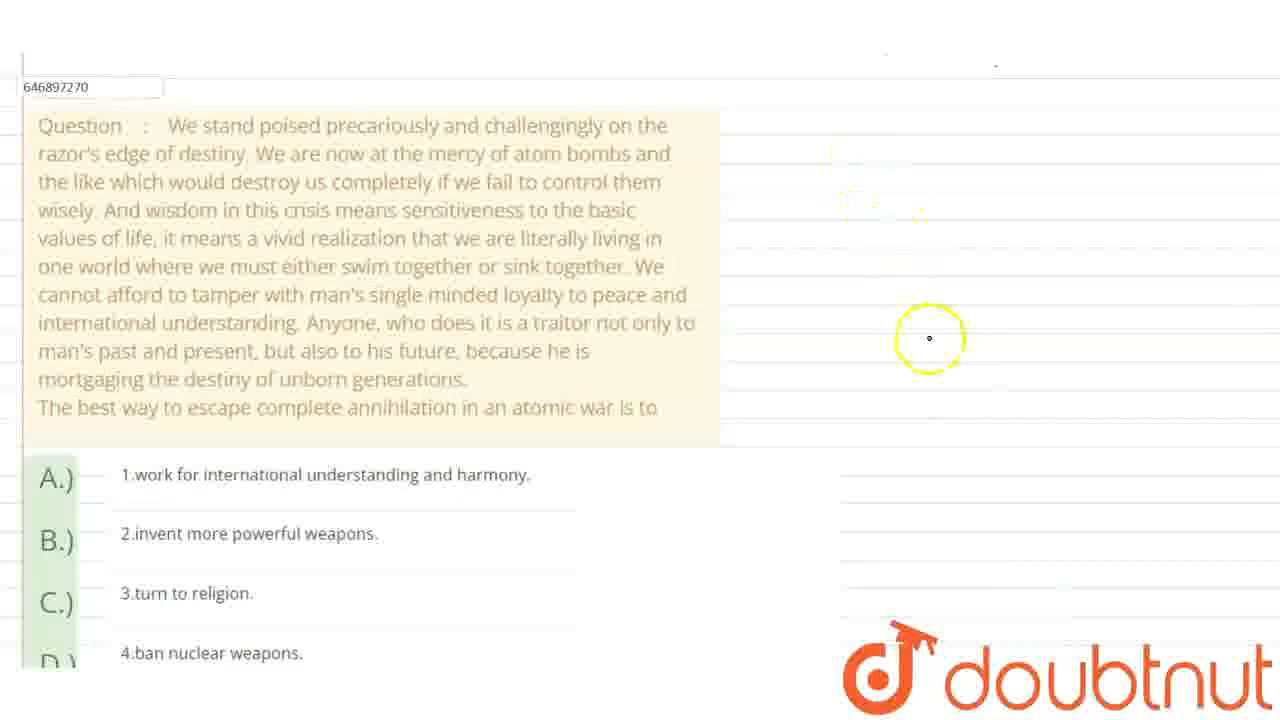 646897270
Question : We stand poised precariously and challengingly on the
razor's edge of destiny. We are now at the mercy of atom bombs and
the like which would destroy us completely if we fail to control them
wisely. And wisdom in this crisis means sensitiveness to the basic
values of life, it means a vivid realization that we are literally living in
one world where we must either swim together or sink together. We
cannot afford to tamper with man's single minded loyalty to peace and
international understanding. Anyone, who does it is a traitor not only to
man's past and present, but also to his future, because he is
mortgaging the destiny of unborn generations.
The best way to escape complete annihilation in an atomic war is to
A.) 1.work for international understanding and harmony.
B.) 2.invent more powerful weapons.
C.) 3.turn to religion.
D.) 4.ban nuclear weapons.
doubtnut